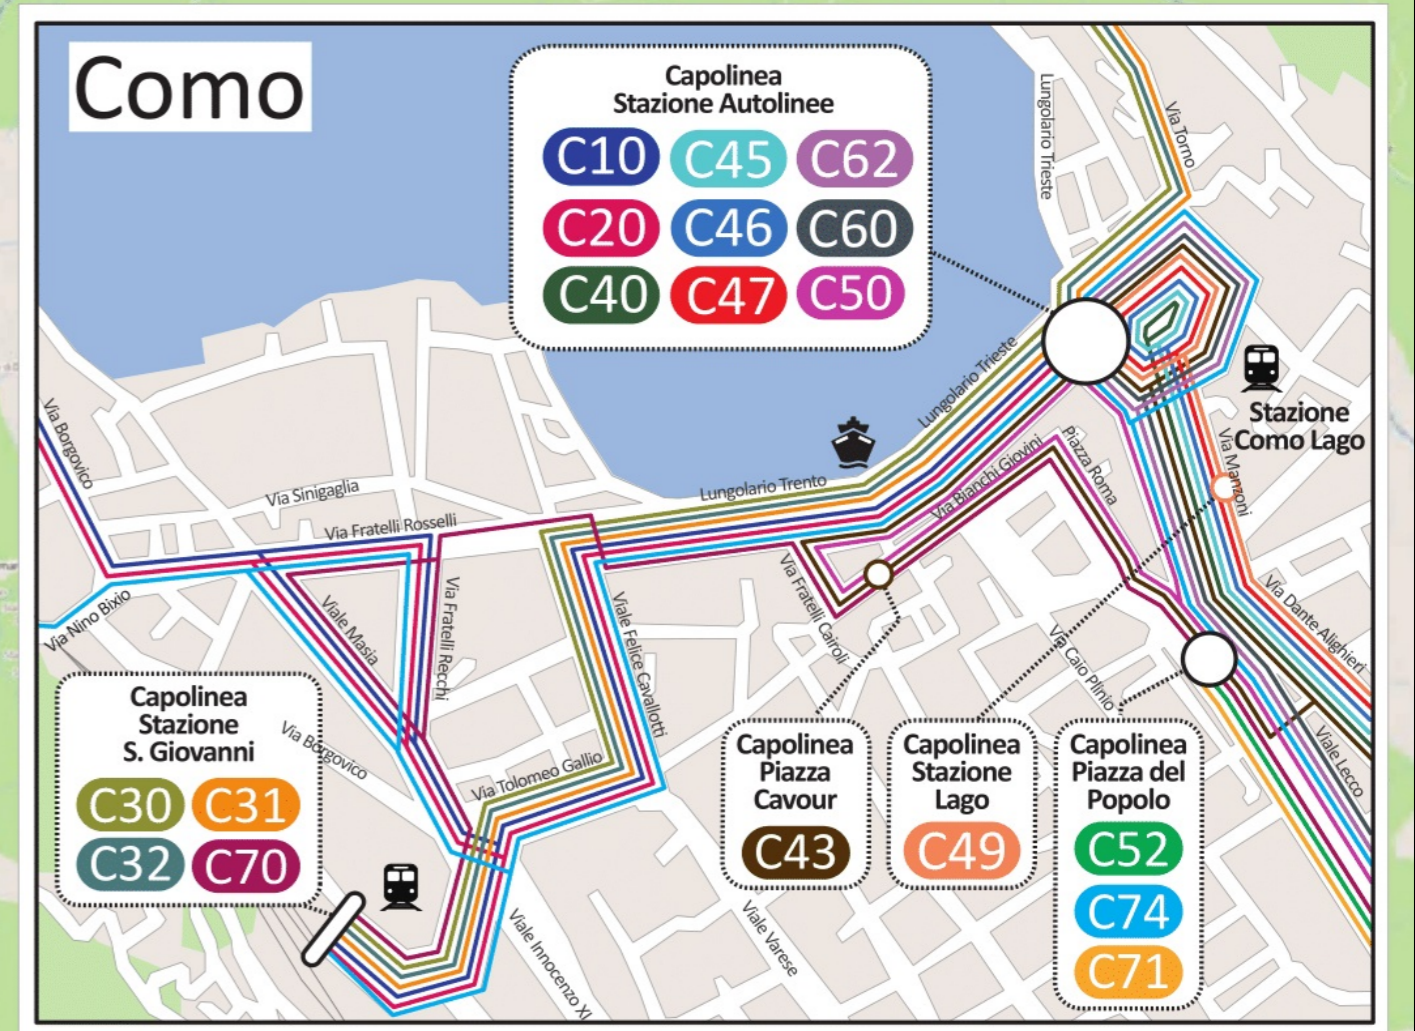 Como
Capolinea
Stazione Autolinee
C10 C45 C62
C20 C46 C60
C40 C47 C50
Lungolario Trieste
Via Torno
Lungolario Trieste
Stazione
Como Lago
Via Manzoni
Via Borgovico
Via Sinigaglia
Lungolario Trento
Via Bianchi Giovini
Piazza Roma
Via Fratelli Rosselli
Via Nino Bixio
Viale Masia
Via Fratelli Recchi
Viale Felice Cavallotti
Via Fratelli Cairoli
Via Caio Plinio
Via Dante Alighieri
Viale Lecco
Via Borgovico
Via Tolomeo Gallio
Capolinea
Stazione
S. Giovanni
C30 C31
C32 C70
Capolinea
Piazza
Cavour
C43
Capolinea
Stazione
Lago
C49
Capolinea
Piazza del
Popolo
C52
C74
C71
Viale Innocenzo XI
Viale Varese